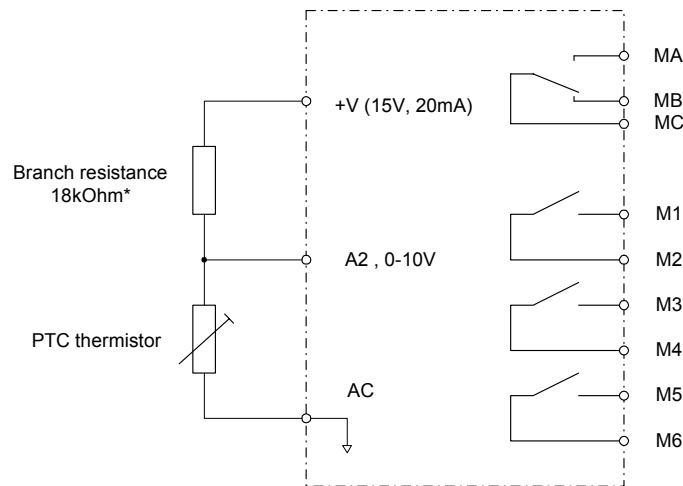 MA
+V (15V, 20mA)
MB
MC
Branch resistance
18kOhm*
M1
A2 , 0-10V
M2
M3
PTC thermistor
M4
AC
M5
M6